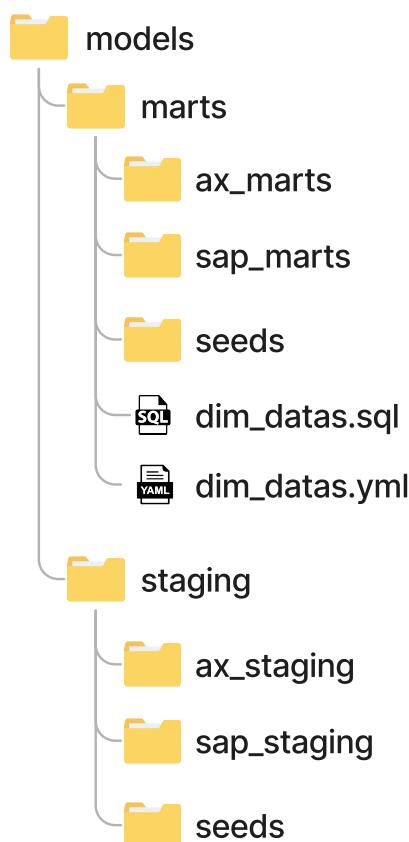 models
marts
ax_marts
sap_marts
seeds
SQL
dim_datas.sql
YAML
dim_datas.yml
staging
ax_staging
sap_staging
seeds